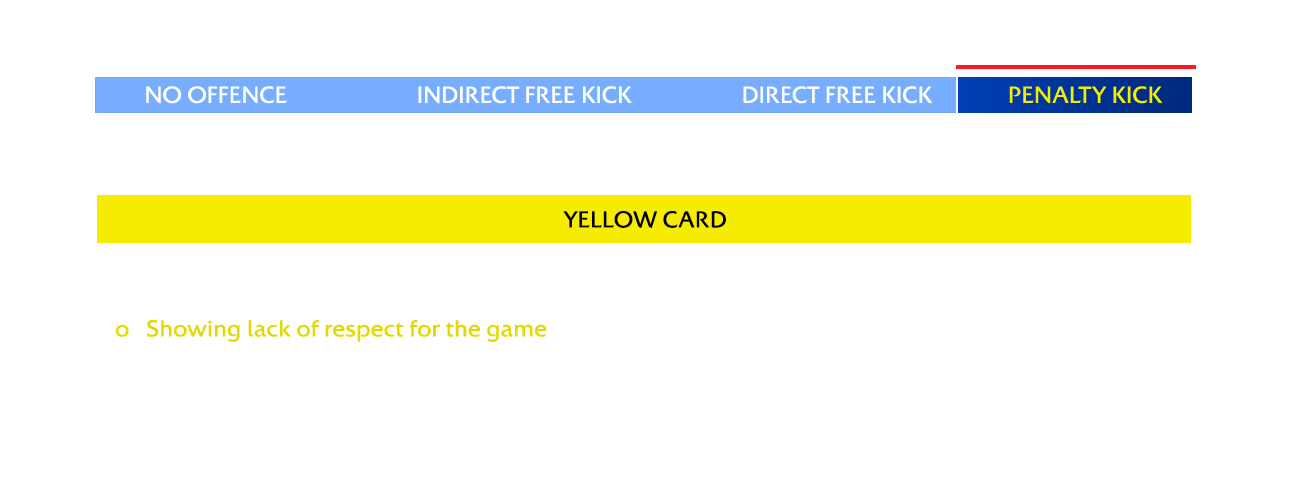 NO OFFENCE INDIRECT FREE KICK DIRECT FREE KICK PENALTY KICK
YELLOW CARD
o Showing lack of respect for the game